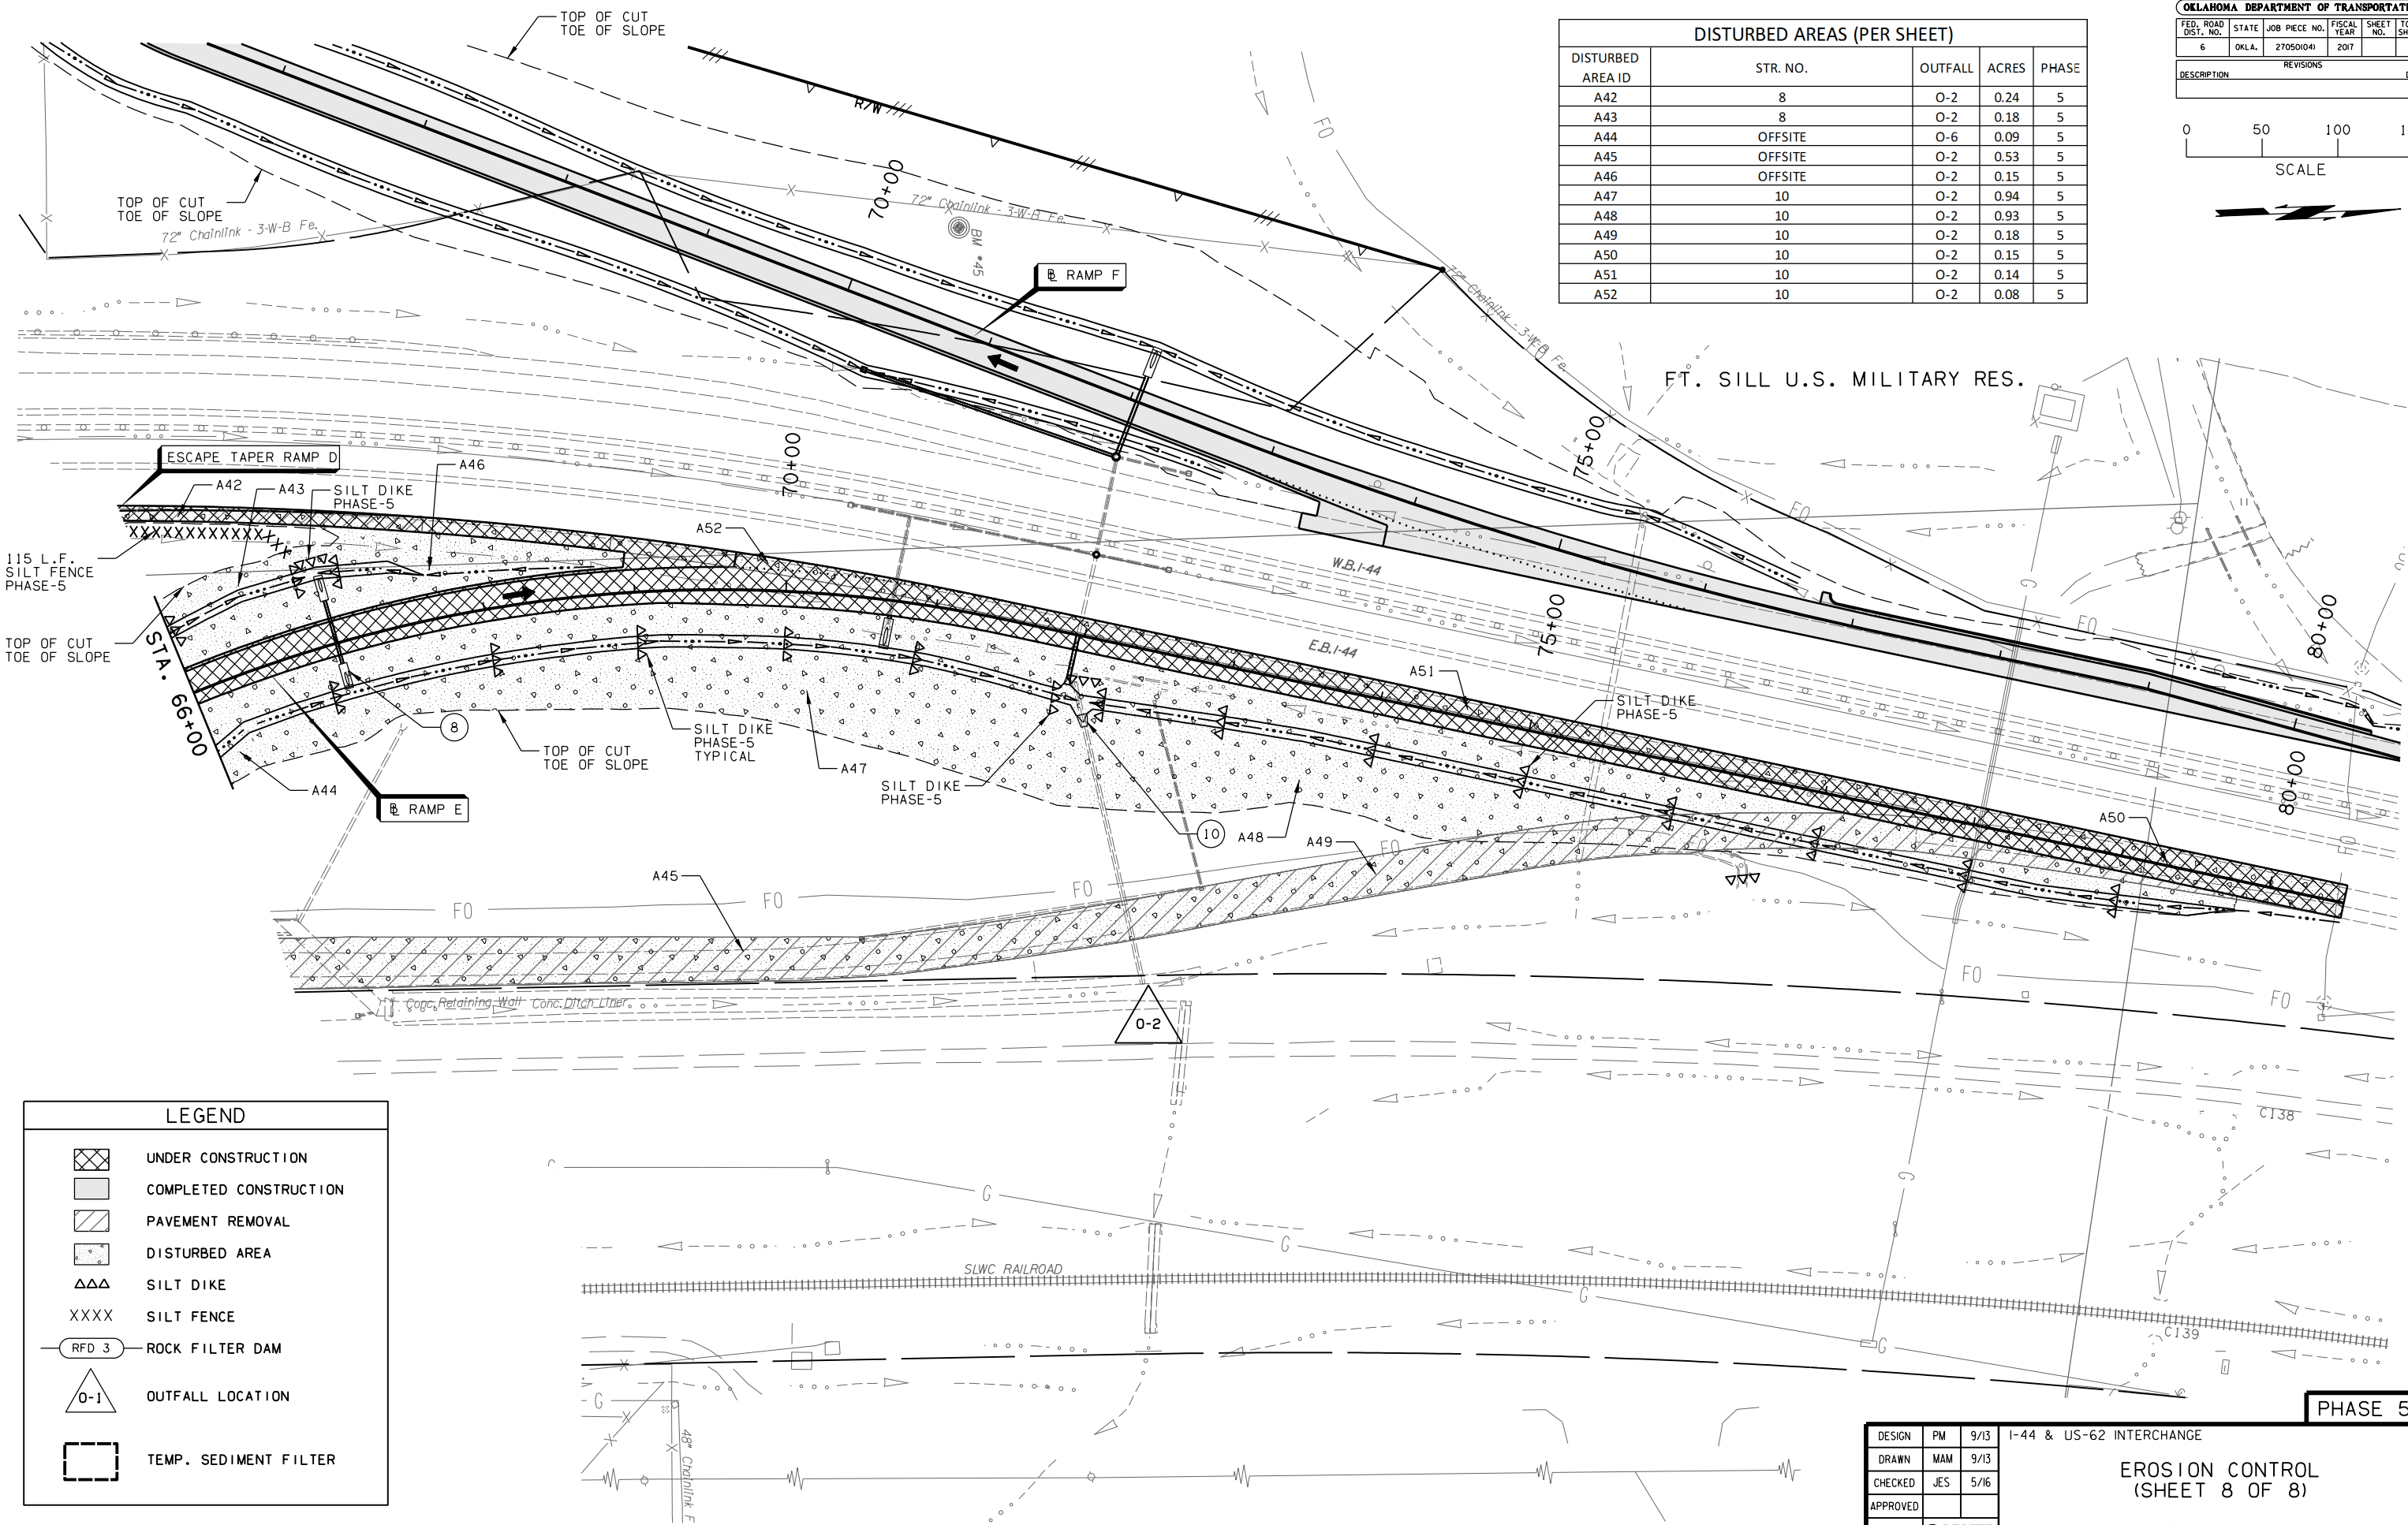 TOP OF CUT
TOE OF SLOPE
DISTURBED AREAS (PER SHEET)
DISTURBED AREA ID STR. NO. OUTFALL ACRES PHASE
A42 8 O-2 0.24 5
A43 8 O-2 0.18 5
A44 OFFSITE O-6 0.09 5
A45 OFFSITE O-2 0.53 5
A46 OFFSITE O-2 0.15 5
A47 10 O-2 0.94 5
A48 10 O-2 0.93 5
A49 10 O-2 0.18 5
A50 10 O-2 0.15 5
A51 10 O-2 0.14 5
A52 10 O-2 0.08 5
OKLAHOMA DEPARTMENT OF TRANSPORTATI
FED. ROAD DIST. NO. STATE JOB PIECE NO. FISCAL YEAR SHEET NO.
6 OKLA. 27050(04) 2017
REVISIONS
DESCRIPTION
0 50 100 1
SCALE
R/W
FO
TOP OF CUT
TOE OF SLOPE
72" Chainlink - 3-W-B Fe.
70+00
72" Chainlink - 3-W-B Fe.
BM #45
RAMP F
72" Chainlink - 3-W-B Fe.
FT. SILL U.S. MILITARY RES.
ESCAPE TAPER RAMP D
A42
A43
SILT DIKE
PHASE-5
A46
70+00
75+00
FO
115 L.F.
SILT FENCE
PHASE-5
A52
W.B.I-44
E.B.I-44
75+00
FO
80+00
TOP OF CUT
TOE OF SLOPE
STA. 66+00
A51
SILT DIKE
PHASE-5
8
A44
TOP OF CUT
TOE OF SLOPE
SILT DIKE
PHASE-5
TYPICAL
A47
SILT DIKE
PHASE-5
RAMP E
10
A48
A49
A50
80+00
FO
A45
FO
FO
FO
FO
FO
G
Conc. Retaining Wall
Conc. Ditch Liner
O-2
C138
G
G
G
G
G
G
G
SLWC RAILROAD
C139
48" Chainlink F
LEGEND
UNDER CONSTRUCTION
COMPLETED CONSTRUCTION
PAVEMENT REMOVAL
DISTURBED AREA
SILT DIKE
XXXX SILT FENCE
RFD 3 ROCK FILTER DAM
O-1 OUTFALL LOCATION
TEMP. SEDIMENT FILTER
PHASE 5
DESIGN PM 9/13
DRAWN MAM 9/13
CHECKED JES 5/16
APPROVED
I-44 & US-62 INTERCHANGE
EROSION CONTROL
(SHEET 8 OF 8)